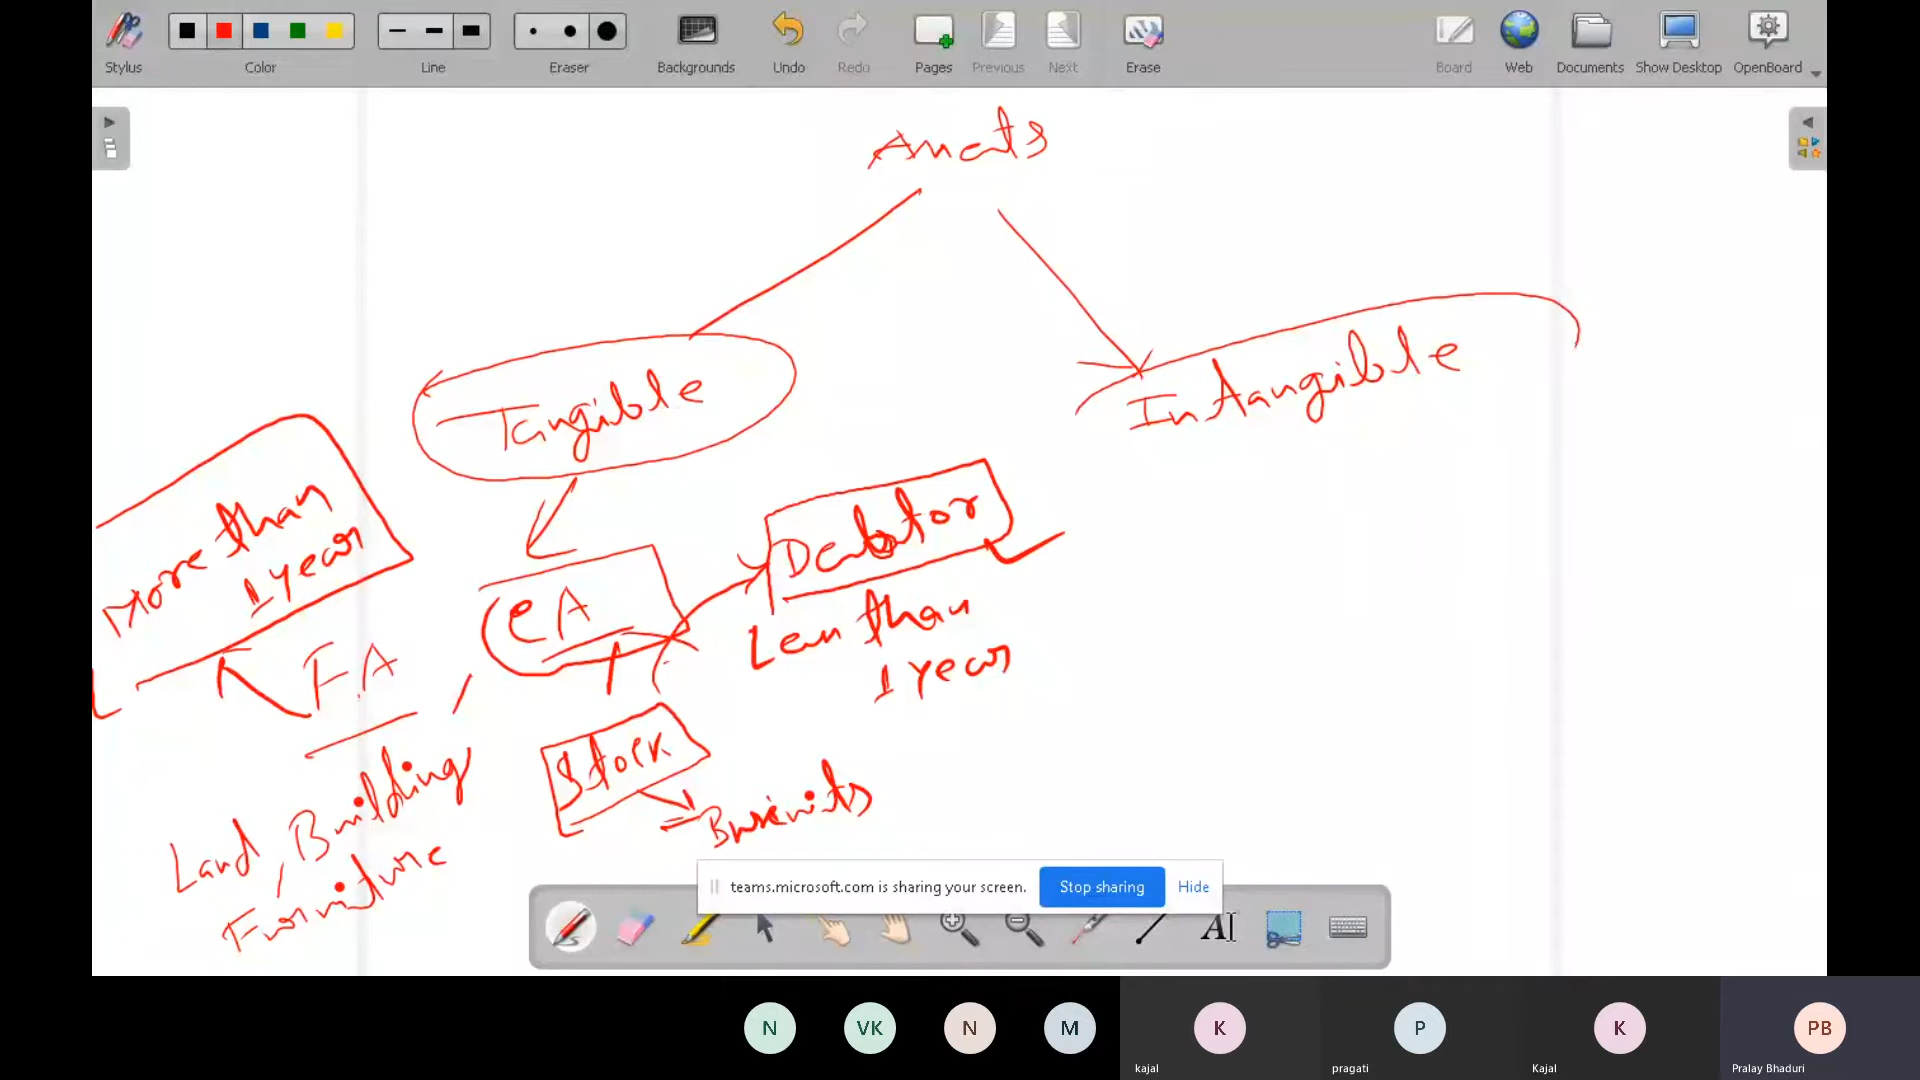 Stylus
Color
Line
Eraser
Backgrounds
Undo
Redo
Pages
Previous
Next
Erase
Board
Web
Documents
Show Desktop
OpenBoard
Assets
Tangible
Intangible
More than
1 year
F.A
CA
Debtor
Less than
1 year
Stock
Land, Building
Furniture
teams.microsoft.com is sharing your screen.
Stop sharing
Hide
N
VK
N
M
K
P
K
PB
kajal
pragati
Kajal
Pralay Bhaduri